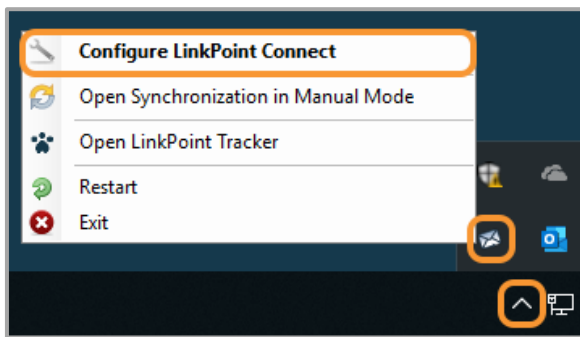 Configure LinkPoint Connect
Open Synchronization in Manual Mode
Open LinkPoint Tracker
Restart
Exit